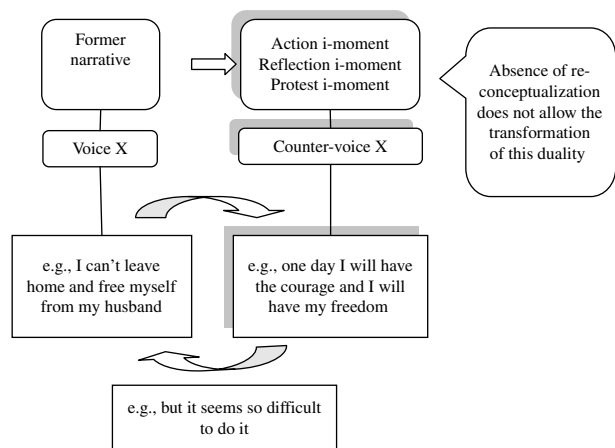 Former
narrative
Action i-moment
Reflection i-moment
Protest i-moment
Absence of re-
conceptualization
does not allow the
transformation
of this duality
Voice X
Counter-voice X
e.g., I can't leave
home and free myself
from my husband
e.g., one day I will have
the courage and I will
have my freedom
e.g., but it seems so difficult
to do it